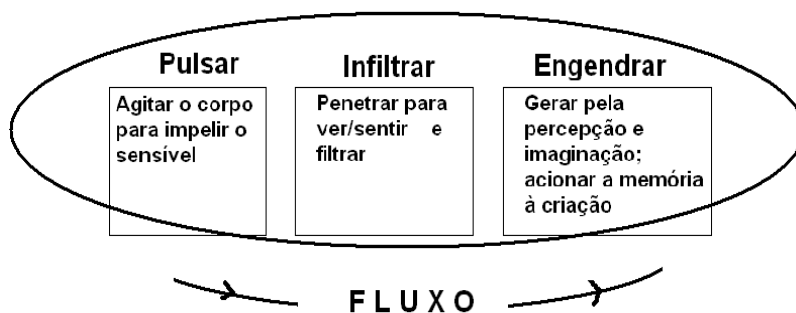 Pulsar
Agitar o corpo
para impelir o
sensível
Infiltrar
Penetrar para
ver/sentir e
filtrar
Engendrar
Gerar pela
percepção e
imaginação;
acionar a memória
à criação
FLUXO